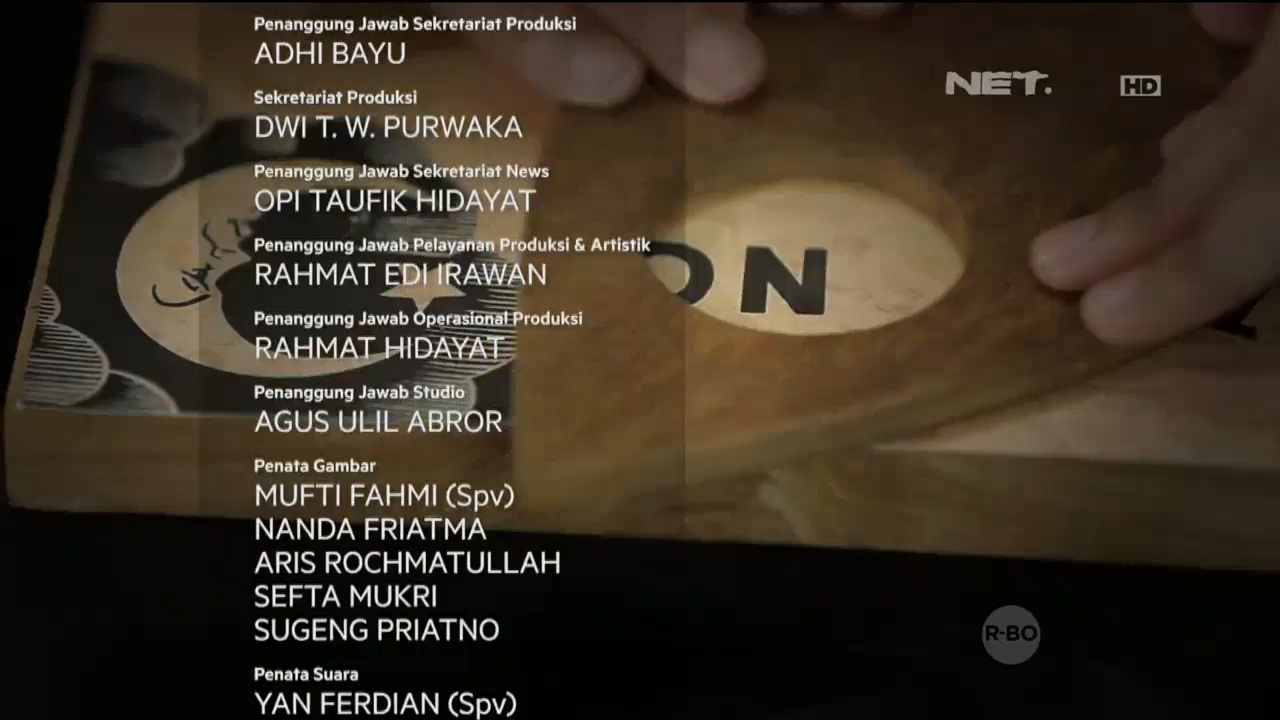 Penanggung Jawab Sekretariat Produksi
ADHI BAYU
Sekretariat Produksi
DWI T. W. PURWAKA
Penanggung Jawab Sekretariat News
OPI TAUFIK HIDAYAT
Penanggung Jawab Pelayanan Produksi & Artistik
RAHMAT EDI IRAWAN
Penanggung Jawab Operasional Produksi
RAHMAT HIDAYAT
Penanggung Jawab Studio
AGUS ULIL ABROR
Penata Gambar
MUFTI FAHMI (Spv)
NANDA FRIATMA
ARIS ROCHMATULLAH
SEFTA MUKRI
SUGENG PRIATNO
Penata Suara
YAN FERDIAN (Spv)
NET.
HD
ON
R-BO